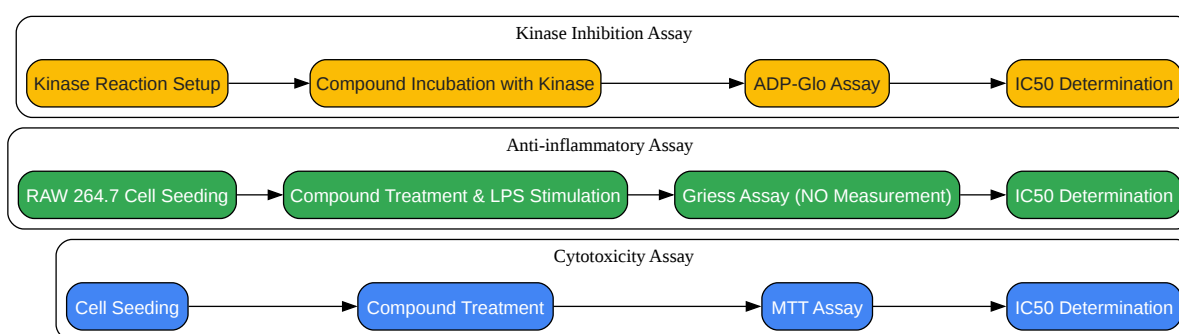 Kinase Inhibition Assay
Kinase Reaction Setup
Compound Incubation with Kinase
ADP-Glo Assay
IC50 Determination
Anti-inflammatory Assay
RAW 264.7 Cell Seeding
Compound Treatment & LPS Stimulation
Griess Assay (NO Measurement)
IC50 Determination
Cytotoxicity Assay
Cell Seeding
Compound Treatment
MTT Assay
IC50 Determination